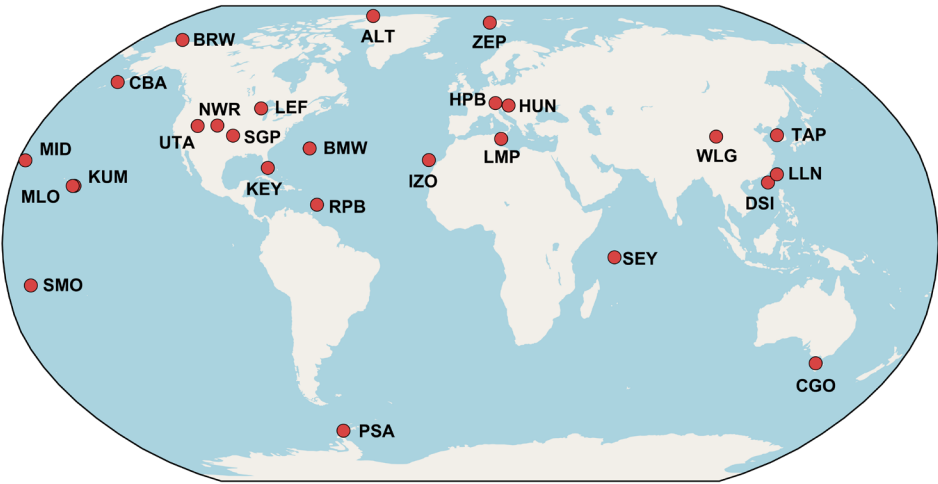 ALT
ZEP
BRW
CBA
HPB
HUN
NWR
LEF
UTA
SGP
TAP
MID
BMW
LMP
WLG
KUM
MLO
KEY
IZO
LLN
DSI
RPB
SEY
SMO
CGO
PSA